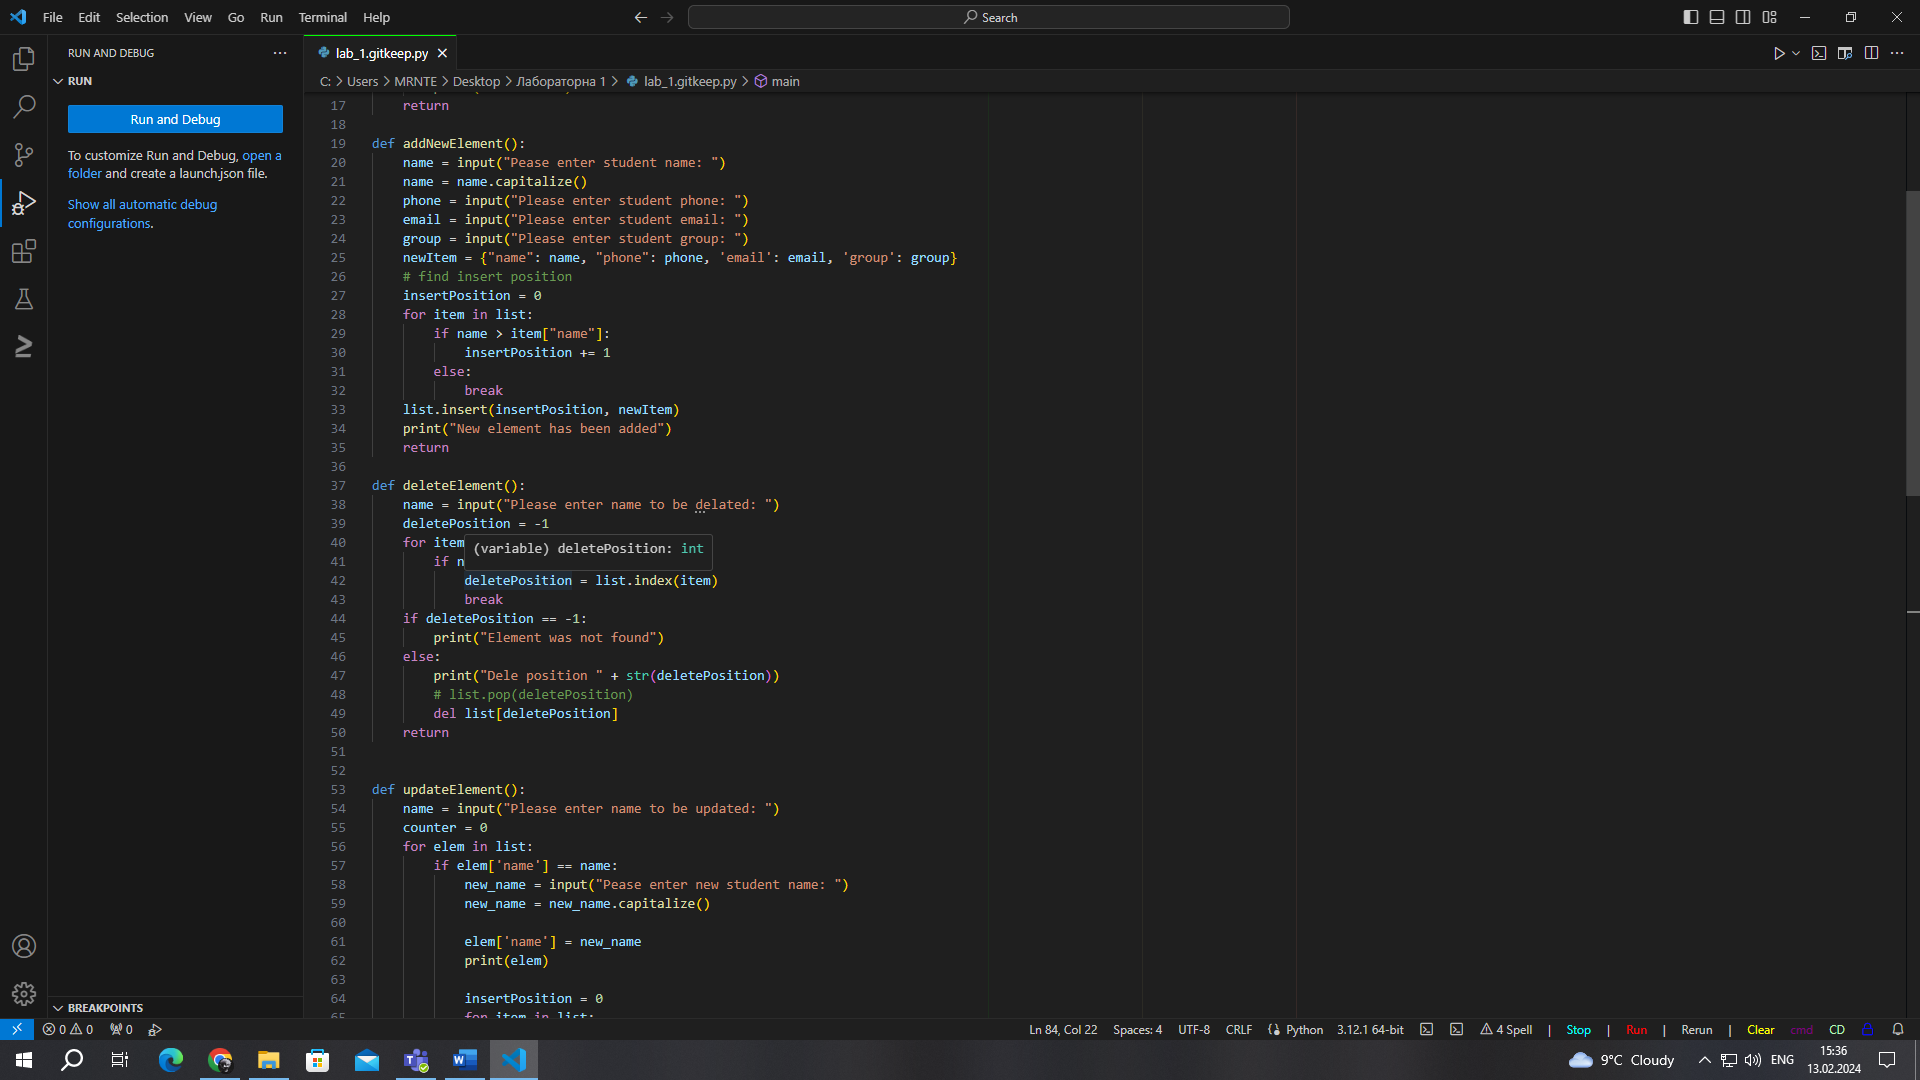 File Edit Selection View Go Run Terminal Help
Search
RUN AND DEBUG
RUN
Run and Debug
To customize Run and Debug, open a
folder and create a launch.json file.
Show all automatic debug
configurations.
BREAKPOINTS
lab_1.gitkeep.py
C: > Users > MRNTE > Desktop > Лабораторна 1 > lab_1.gitkeep.py > main
17 return
18
19 def addNewElement():
20 name = input("Pease enter student name: ")
21 name = name.capitalize()
22 phone = input("Please enter student phone: ")
23 email = input("Please enter student email: ")
24 group = input("Please enter student group: ")
25 newItem = {"name": name, "phone": phone, 'email': email, 'group': group}
26 # find insert position
27 insertPosition = 0
28 for item in list:
29 if name > item["name"]:
30 insertPosition += 1
31 else:
32 break
33 list.insert(insertPosition, newItem)
34 print("New element has been added")
35 return
36
37 def deleteElement():
38 name = input("Please enter name to be delated: ")
39 deletePosition = -1
40 for item
(variable) deletePosition: int
41 if n
42 deletePosition = list.index(item)
43 break
44 if deletePosition == -1:
45 print("Element was not found")
46 else:
47 print("Dele position " + str(deletePosition))
48 # list.pop(deletePosition)
49 del list[deletePosition]
50 return
51
52
53 def updateElement():
54 name = input("Please enter name to be updated: ")
55 counter = 0
56 for elem in list:
57 if elem['name'] == name:
58 new_name = input("Pease enter new student name: ")
59 new_name = new_name.capitalize()
60
61 elem['name'] = new_name
62 print(elem)
63
64 insertPosition = 0
65 for item in list:
0 0 0 Ln 84, Col 22 Spaces: 4 UTF-8 CRLF Python 3.12.1 64-bit 4 Spell | Stop | Run | Rerun | Clear cmd CD
9°C Cloudy ENG 15:36
13.02.2024